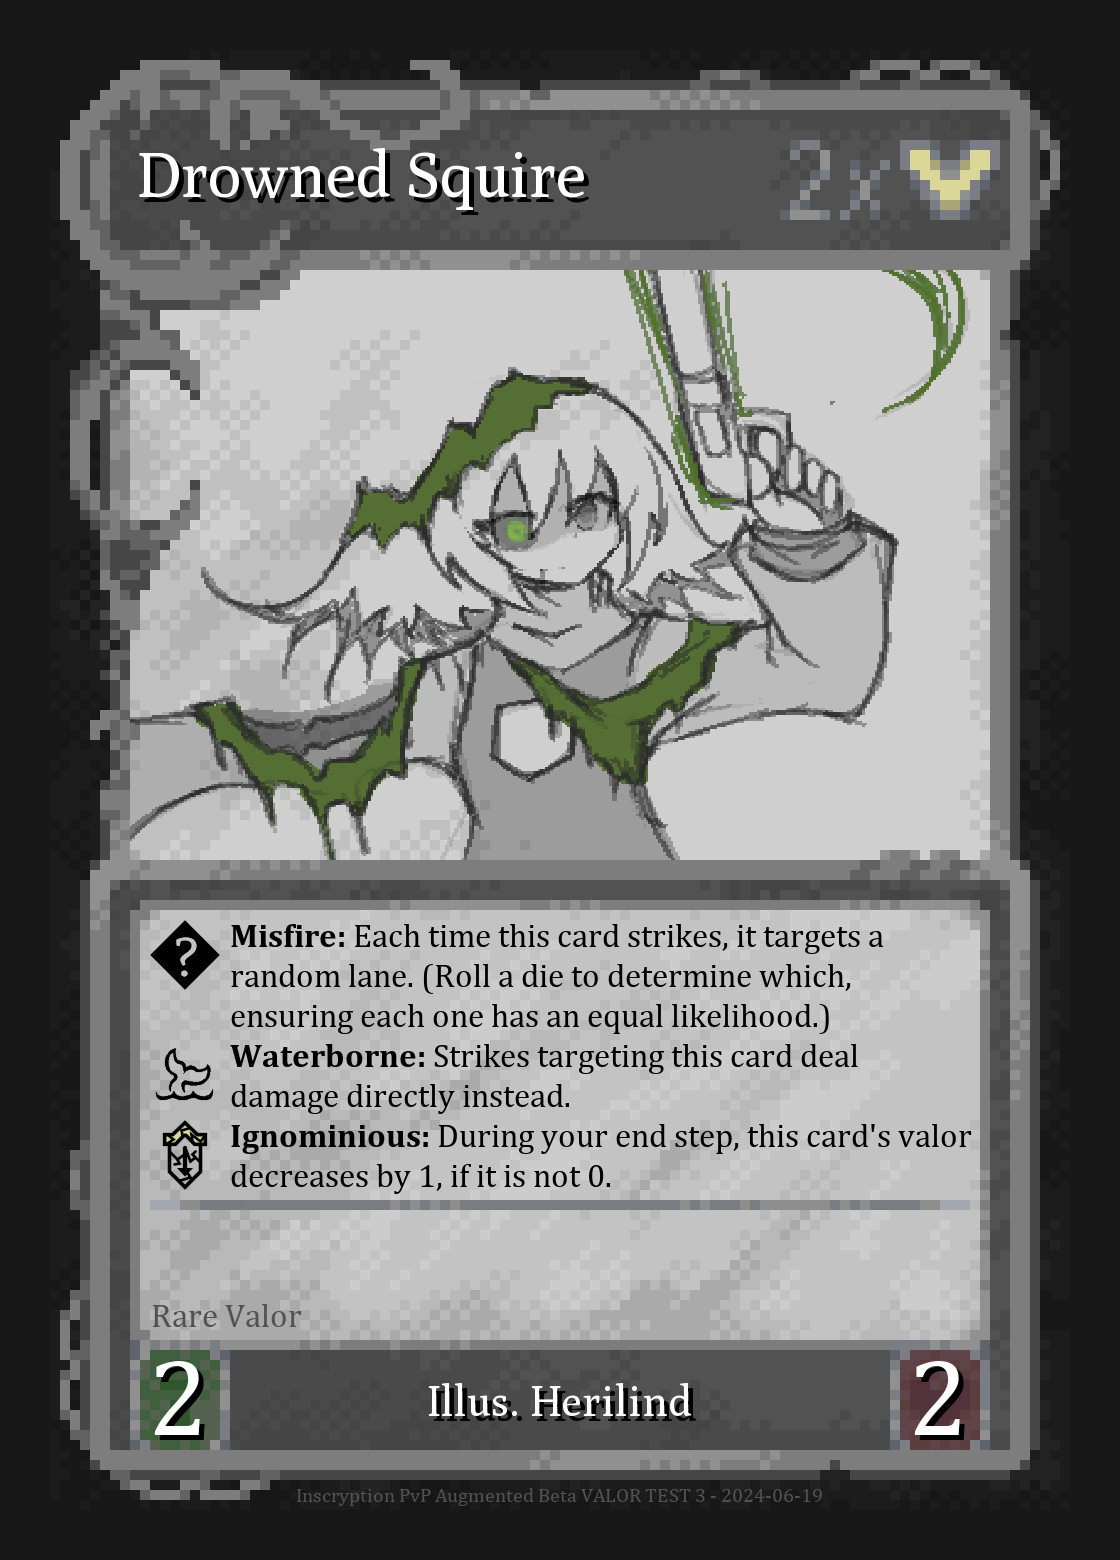 Drowned Squire 2x
Misfire: Each time this card strikes, it targets a
random lane. (Roll a die to determine which,
ensuring each one has an equal likelihood.)
Waterborne: Strikes targeting this card deal
damage directly instead.
Ignominious: During your end step, this card's valor
decreases by 1, if it is not 0.
Rare Valor
2 Illus. Herilind 2
Inscryption PvP Augmented Beta VALOR TEST 3 - 2024-06-19